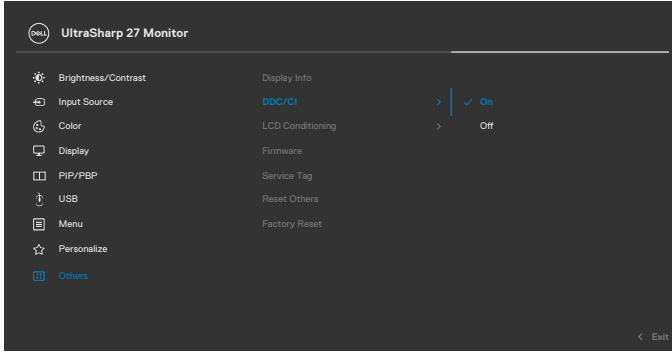 DELL UltraSharp 27 Monitor
Brightness/Contrast Display Info
Input Source DDC/CI On
Color LCD Conditioning Off
Display Firmware
PIP/PBP Service Tag
USB Reset Others
Menu Factory Reset
Personalize
Others
Exit